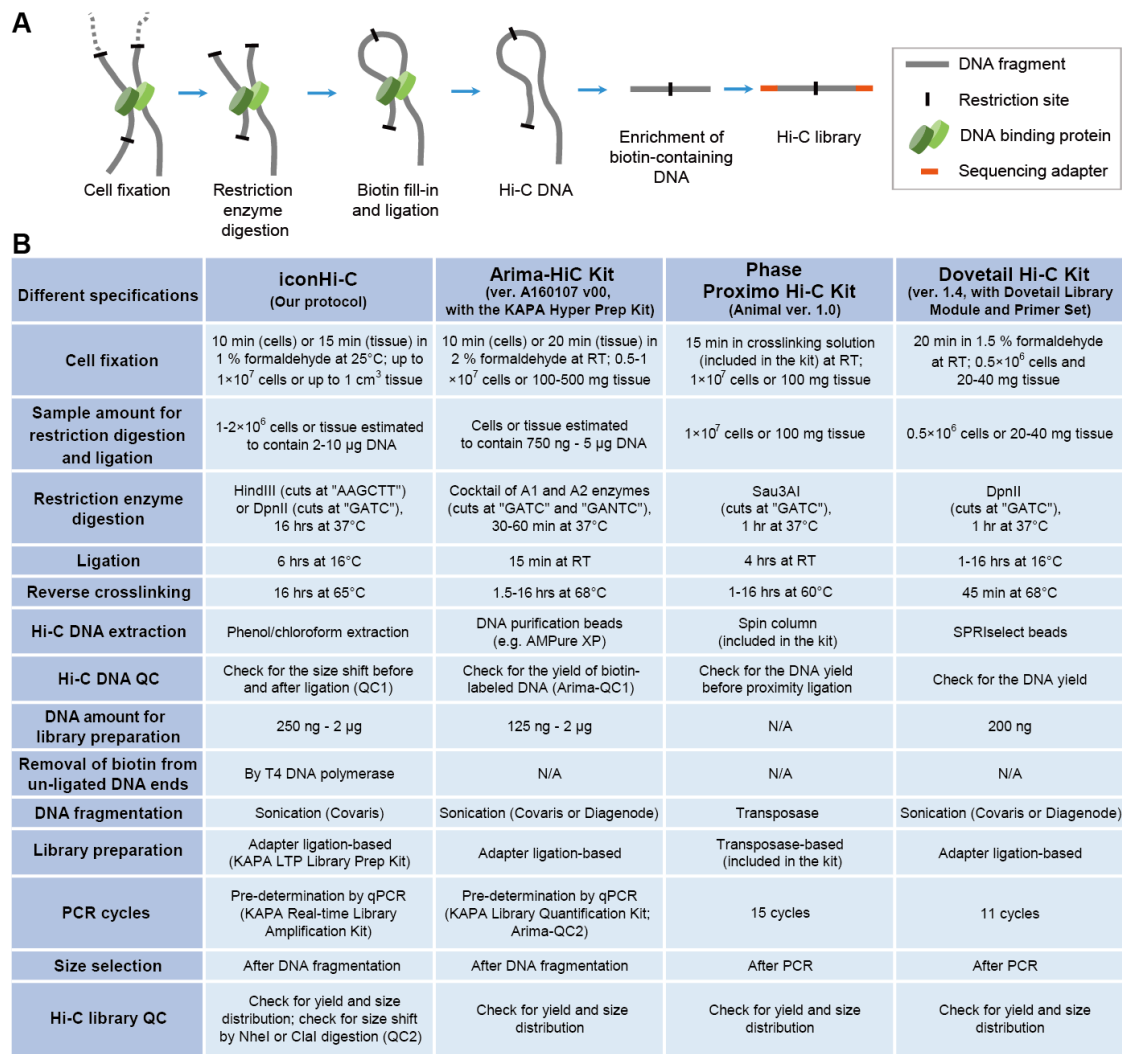 A
Cell fixation
Restriction
enzyme
digestion
Biotin fill-in
and ligation
Hi-C DNA
Enrichment of
biotin-containing
DNA
Hi-C library
DNA fragment
Restriction site
DNA binding protein
Sequencing adapter
B
Different specifications
iconHi-C
(Our protocol)
Arima-HiC Kit
(ver. A160107 v00,
with the KAPA Hyper Prep Kit)
Phase
Proximo Hi-C Kit
(Animal ver. 1.0)
Dovetail Hi-C Kit
(ver. 1.4, with Dovetail Library
Module and Primer Set)
Cell fixation
10 min (cells) or 15 min (tissue) in
1 % formaldehyde at 25°C; up to
1×10⁷ cells or up to 1 cm³ tissue
10 min (cells) or 20 min (tissue) in
2 % formaldehyde at RT; 0.5-1
×10⁷ cells or 100-500 mg tissue
15 min in crosslinking solution
(included in the kit) at RT;
1×10⁷ cells or 100 mg tissue
20 min in 1.5 % formaldehyde
at RT; 0.5×10⁶ cells and
20-40 mg tissue
Sample amount for
restriction digestion
and ligation
1-2×10⁶ cells or tissue estimated
to contain 2-10 µg DNA
Cells or tissue estimated
to contain 750 ng - 5 µg DNA
1×10⁷ cells or 100 mg tissue
0.5×10⁶ cells or 20-40 mg tissue
Restriction enzyme
digestion
HindIII (cuts at "AAGCTT")
or DpnII (cuts at "GATC"),
16 hrs at 37°C
Cocktail of A1 and A2 enzymes
(cuts at "GATC" and "GANTC"),
30-60 min at 37°C
Sau3AI
(cuts at "GATC"),
1 hr at 37°C
DpnII
(cuts at "GATC"),
1 hr at 37°C
Ligation
6 hrs at 16°C
15 min at RT
4 hrs at RT
1-16 hrs at 16°C
Reverse crosslinking
16 hrs at 65°C
1.5-16 hrs at 68°C
1-16 hrs at 60°C
45 min at 68°C
Hi-C DNA extraction
Phenol/chloroform extraction
DNA purification beads
(e.g. AMPure XP)
Spin column
(included in the kit)
SPRIselect beads
Hi-C DNA QC
Check for the size shift before
and after ligation (QC1)
Check for the yield of biotin-
labeled DNA (Arima-QC1)
Check for the DNA yield
before proximity ligation
Check for the DNA yield
DNA amount for
library preparation
250 ng - 2 µg
125 ng - 2 µg
N/A
200 ng
Removal of biotin from
un-ligated DNA ends
By T4 DNA polymerase
N/A
N/A
N/A
DNA fragmentation
Sonication (Covaris)
Sonication (Covaris or Diagenode)
Transposase
Sonication (Covaris or Diagenode)
Library preparation
Adapter ligation-based
(KAPA LTP Library Prep Kit)
Adapter ligation-based
Transposase-based
(included in the kit)
Adapter ligation-based
PCR cycles
Pre-determination by qPCR
(KAPA Real-time Library
Amplification Kit)
Pre-determination by qPCR
(KAPA Library Quantification Kit;
Arima-QC2)
15 cycles
11 cycles
Size selection
After DNA fragmentation
After DNA fragmentation
After PCR
After PCR
Hi-C library QC
Check for yield and size
distribution; check for size shift
by NheI or ClaI digestion (QC2)
Check for yield and size
distribution
Check for yield and size
distribution
Check for yield and size
distribution